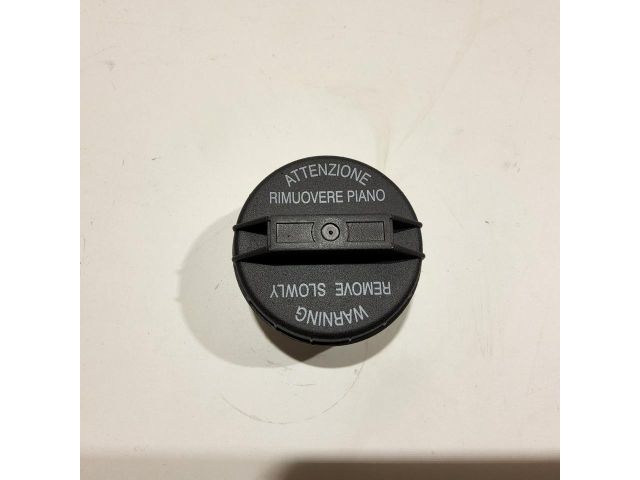 ATTENZIONE
RIMUOVERE PIANO
WARNING
REMOVE SLOWLY